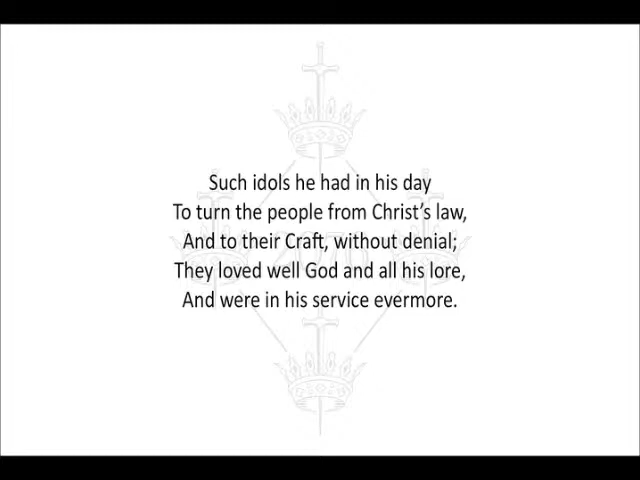 Such idols he had in his day
To turn the people from Christ’s law,
And to their Craft, without denial;
They loved well God and all his lore,
And were in his service evermore.